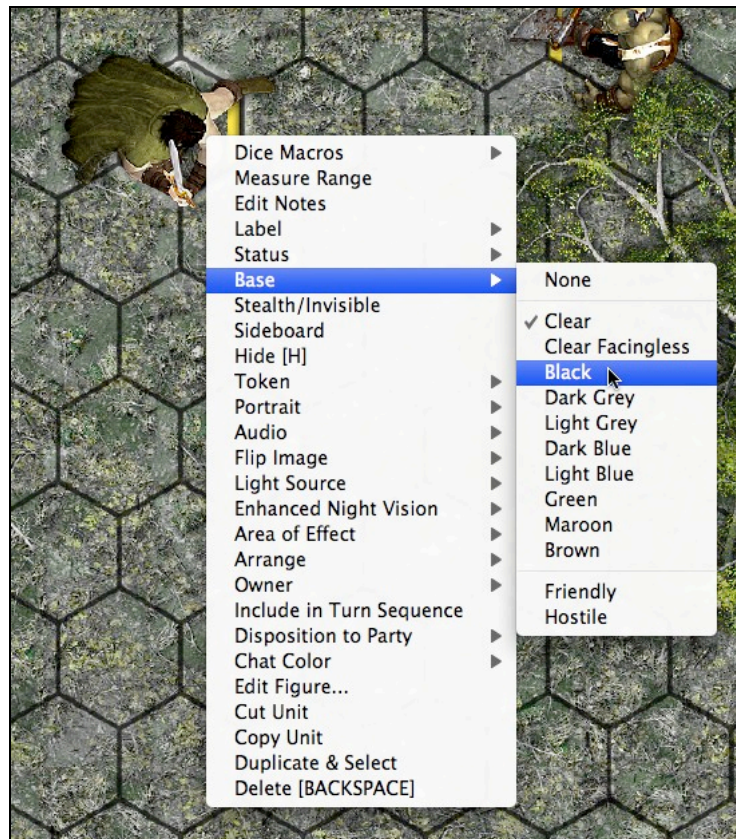 Dice Macros
Measure Range
Edit Notes
Label
Status
Base
Stealth/Invisible
Sideboard
Hide [H]
Token
Portrait
Audio
Flip Image
Light Source
Enhanced Night Vision
Area of Effect
Arrange
Owner
Include in Turn Sequence
Disposition to Party
Chat Color
Edit Figure...
Cut Unit
Copy Unit
Duplicate & Select
Delete [BACKSPACE]
None
Clear
Clear Facingless
Black
Dark Grey
Light Grey
Dark Blue
Light Blue
Green
Maroon
Brown
Friendly
Hostile